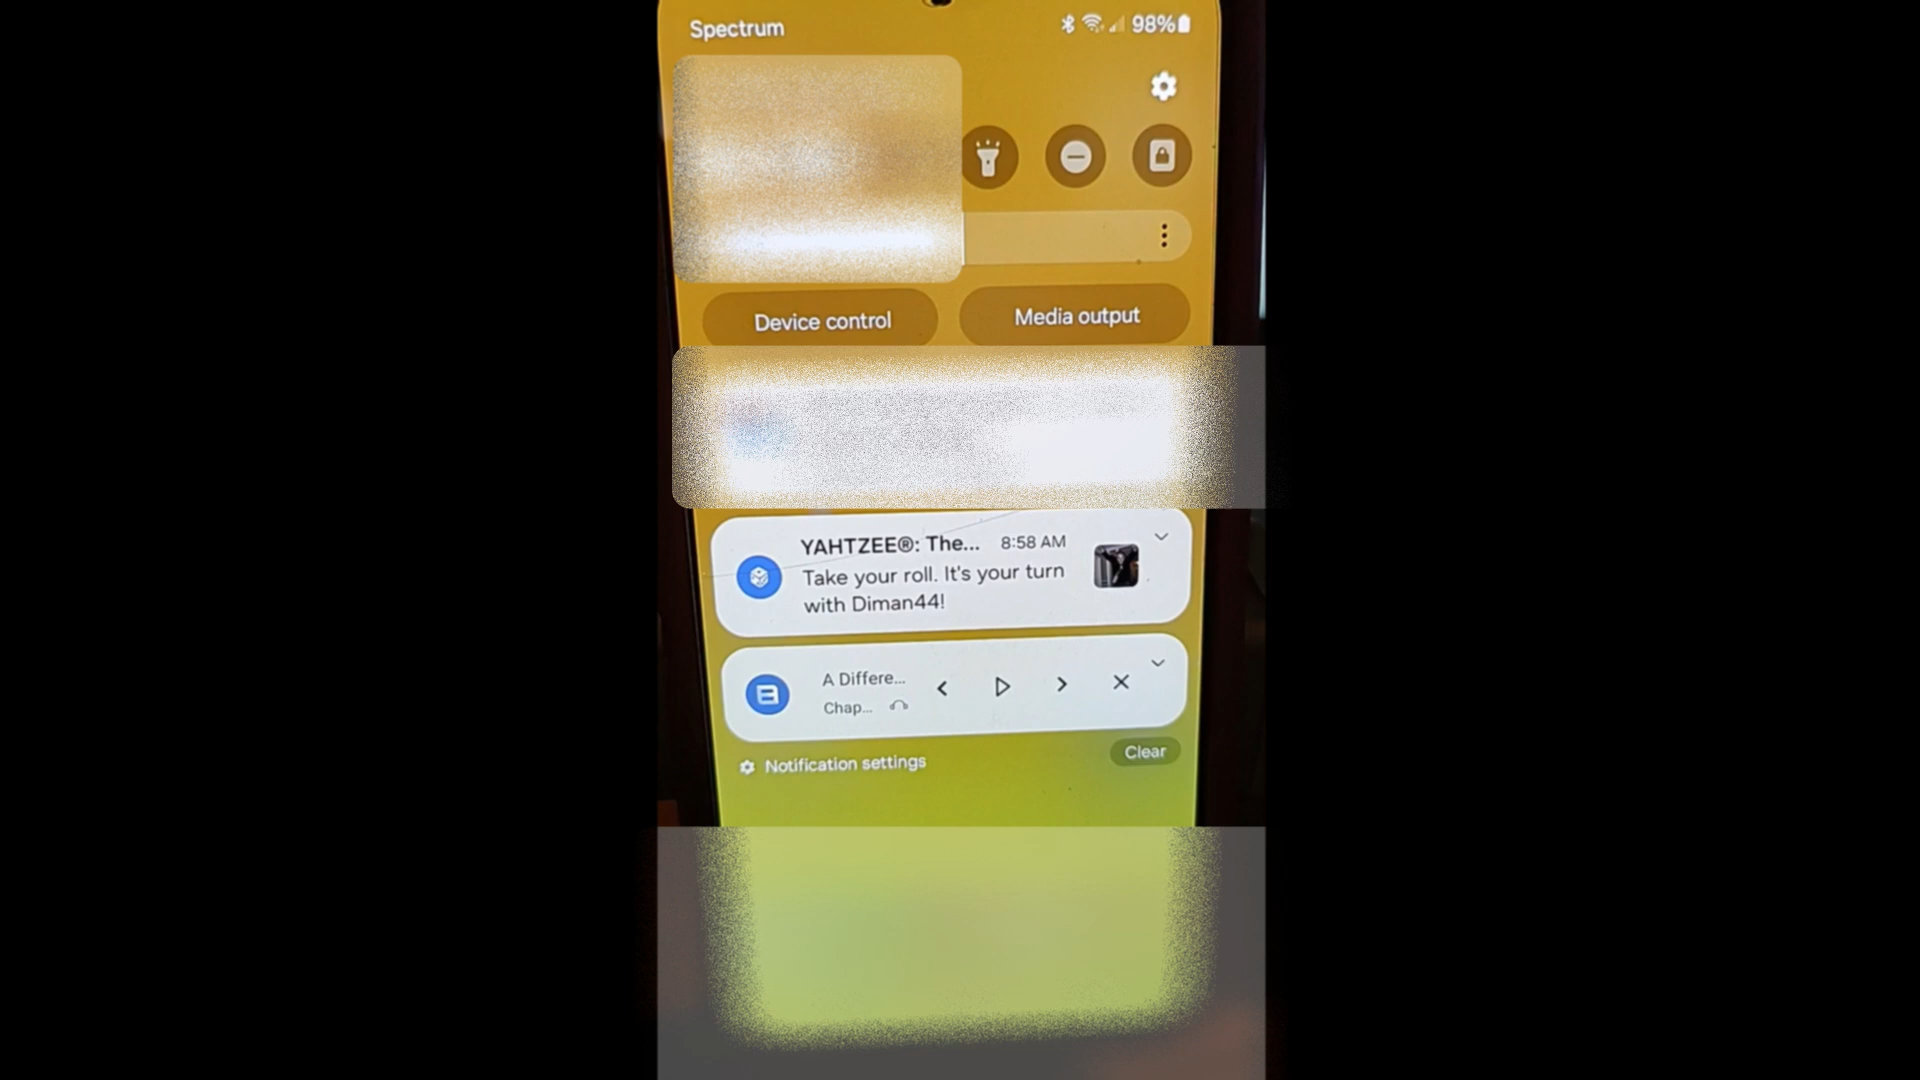 Spectrum 98%
Device control Media output
YAHTZEE®: The... 8:58 AM
Take your roll. It's your turn
with Diman44!
A Differe...
Chap...
Notification settings Clear